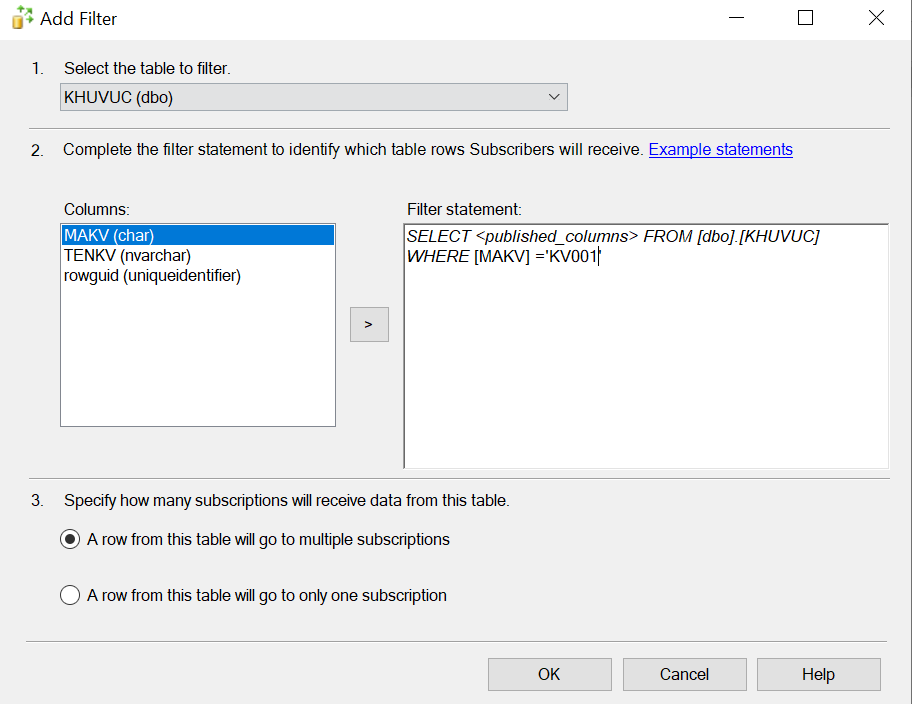 Add Filter
1. Select the table to filter.
KHUVUC (dbo)
2. Complete the filter statement to identify which table rows Subscribers will receive. Example statements
Columns:
MAKV (char)
TENKV (nvarchar)
rowguid (uniqueidentifier)
>
Filter statement:
SELECT <published_columns> FROM [dbo].[KHUVUC]
WHERE [MAKV] ='KV001'
3. Specify how many subscriptions will receive data from this table.
A row from this table will go to multiple subscriptions
A row from this table will go to only one subscription
OK Cancel Help